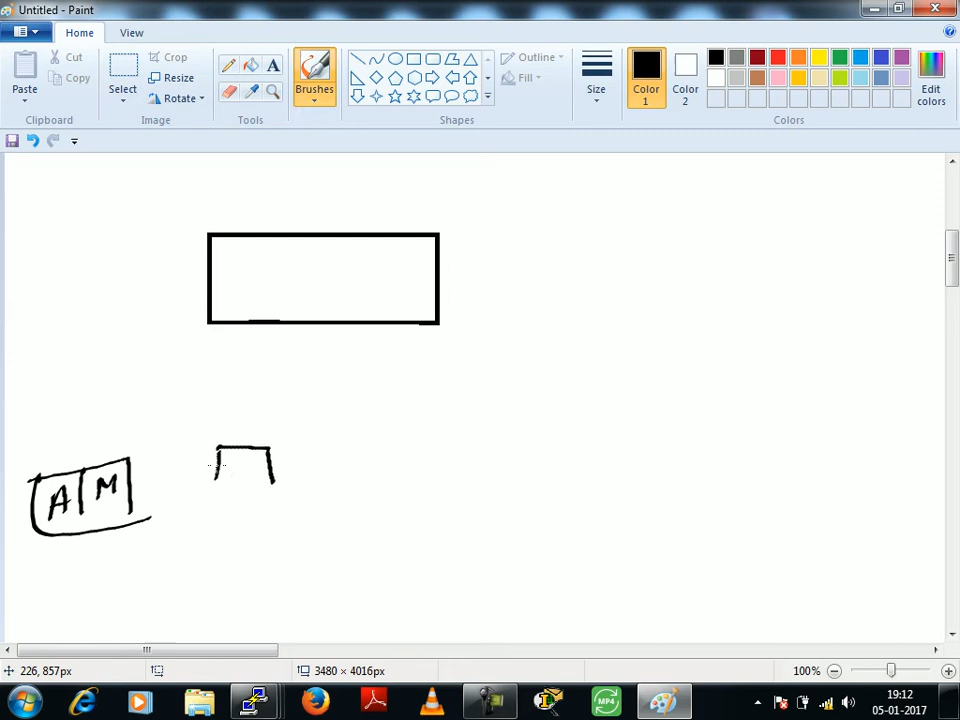 Untitled - Paint
Home View
Cut
Copy
Paste
Clipboard
Crop
Resize
Rotate
Select
Image
A
Tools
Brushes
Outline
Fill
Shapes
Size
Color 1
Color 2
Edit colors
Colors
A M
226, 857px
3480 × 4016px
100%
MP4
19:12
05-01-2017